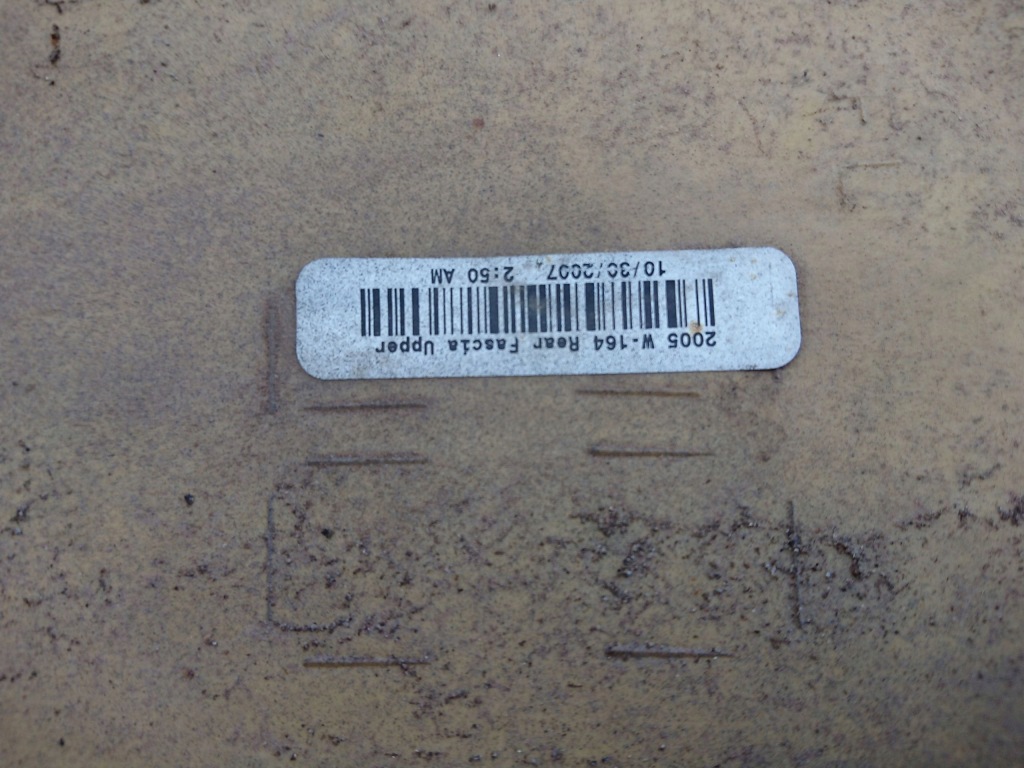 2005 W-164 Rear Fascia Upper
10/30/2007 2:50 AM